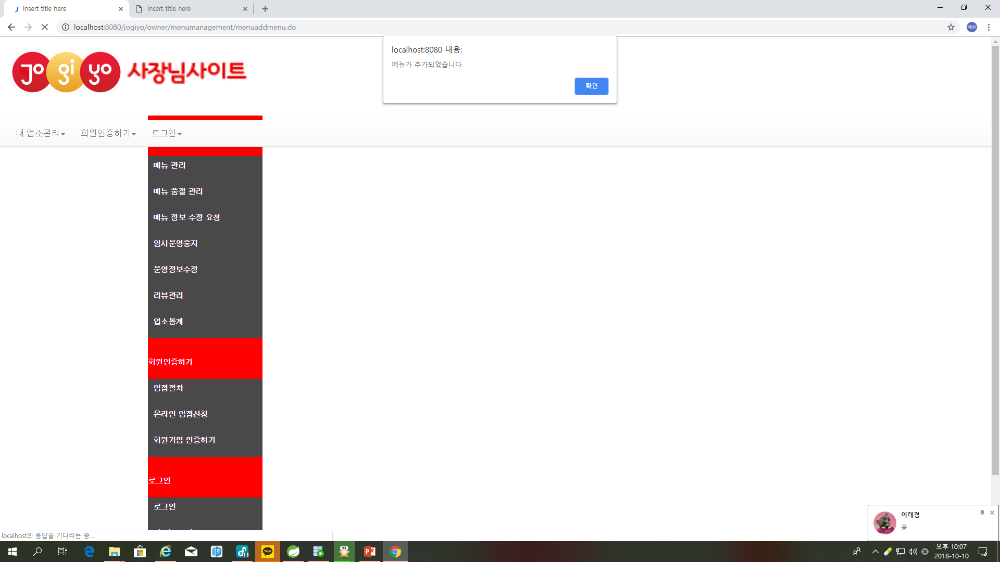 Insert title here
Insert title here
localhost:8080/jogiyo/owner/menumanagement/menuaddmenu.do
혜원
localhost:8080 내용:
메뉴가 추가되었습니다.
확인
Jo gi yo 사장님사이트
내 업소관리
회원인증하기
로그인
메뉴 관리
메뉴 품절 관리
메뉴 정보 수정 요청
임시운영중지
운영정보수정
리뷰관리
업소통계
회원인증하기
입점절차
온라인 입점신청
회원가입 인증하기
로그인
로그인
이래경
응
localhost의 응답을 기다리는 중...
TALK
오후 10:07
2018-10-10